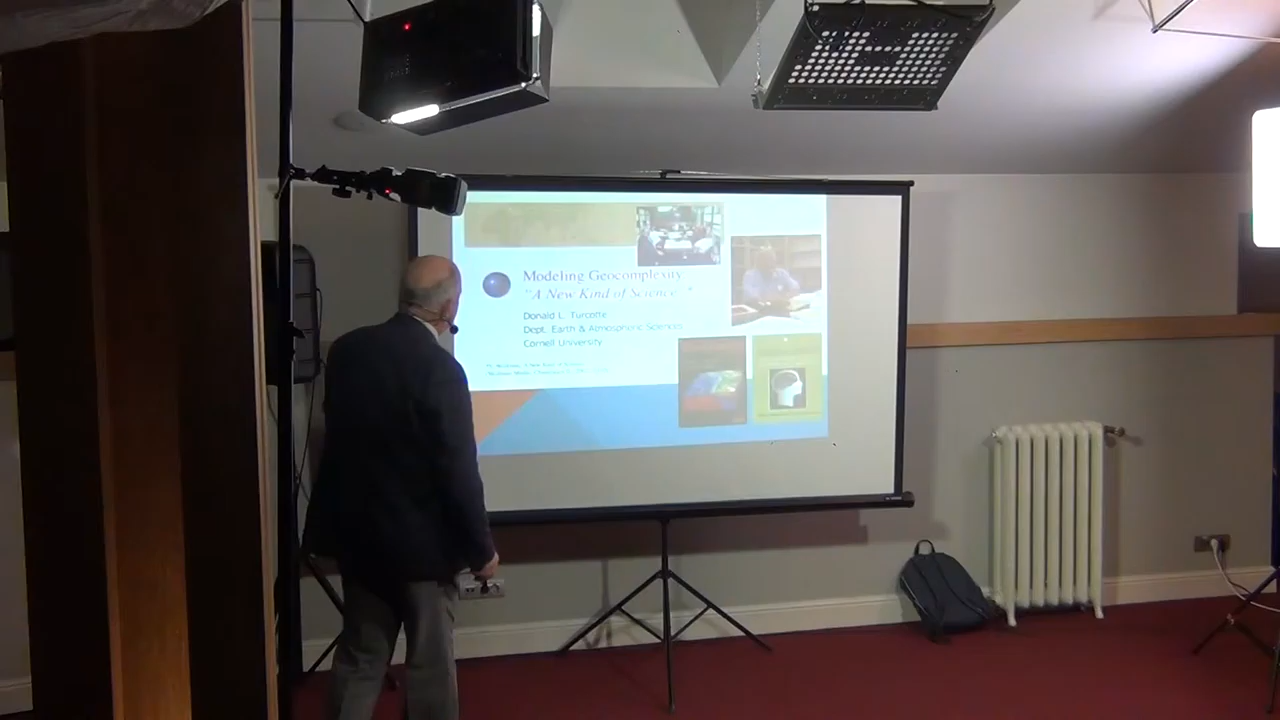 Modeling Geocomplexity:
"A New Kind of Science"
Donald L. Turcotte
Dept. Earth & Atmospheric Sciences
Cornell University